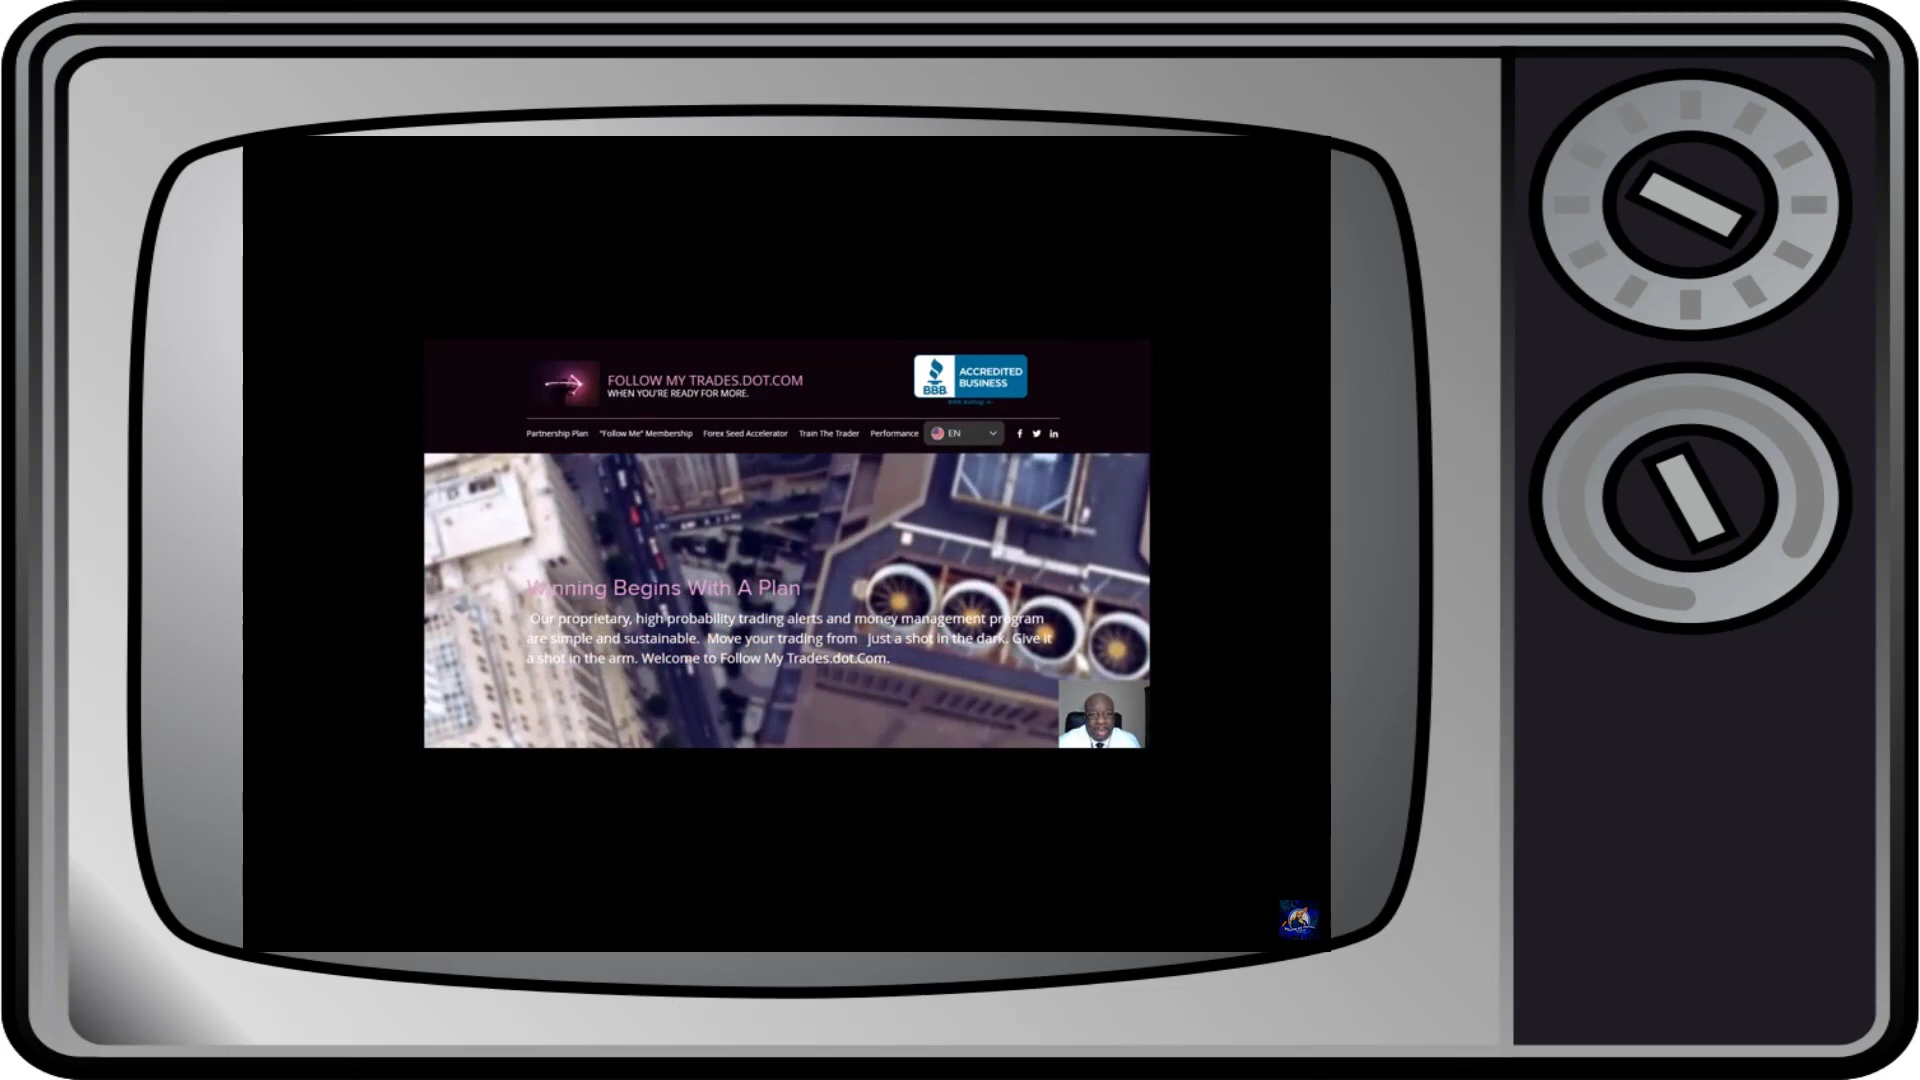 FOLLOW MY TRADES.DOT.COM
WHEN YOU'RE READY FOR MORE.
BBB
ACCREDITED
BUSINESS
Partnership Plan "Follow Me" Membership Forex Seed Accelerator Train The Trader Performance EN
Winning Begins With A Plan
Our proprietary, high probability trading alerts and money management program
are simple and sustainable. Move your trading from just a shot in the dark. Give it
a shot in the arm. Welcome to Follow My Trades.dot.Com.